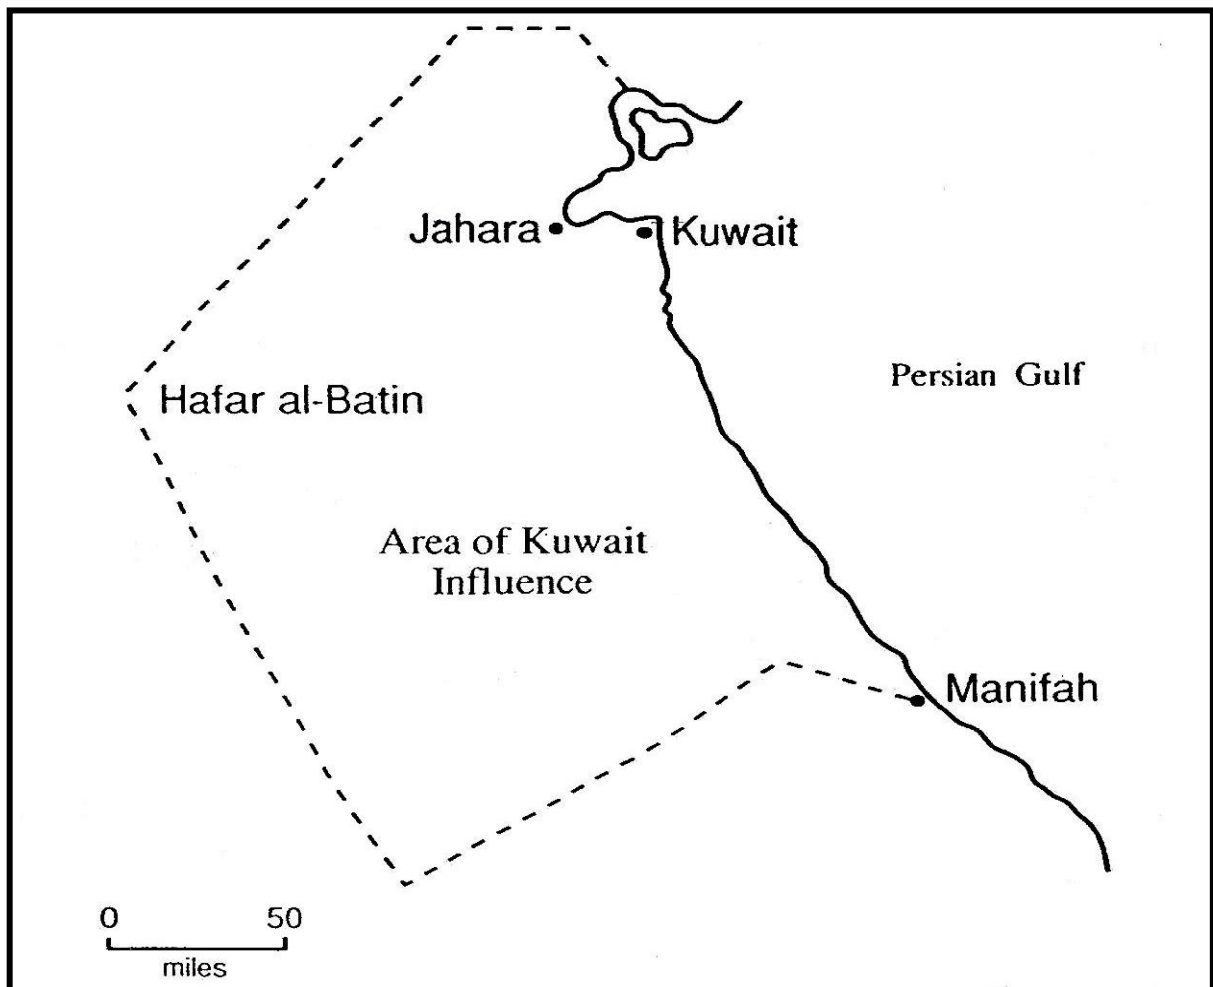 Jahara
Kuwait
Persian Gulf
Hafar al-Batin
Area of Kuwait
Influence
Manifah
0 50
miles